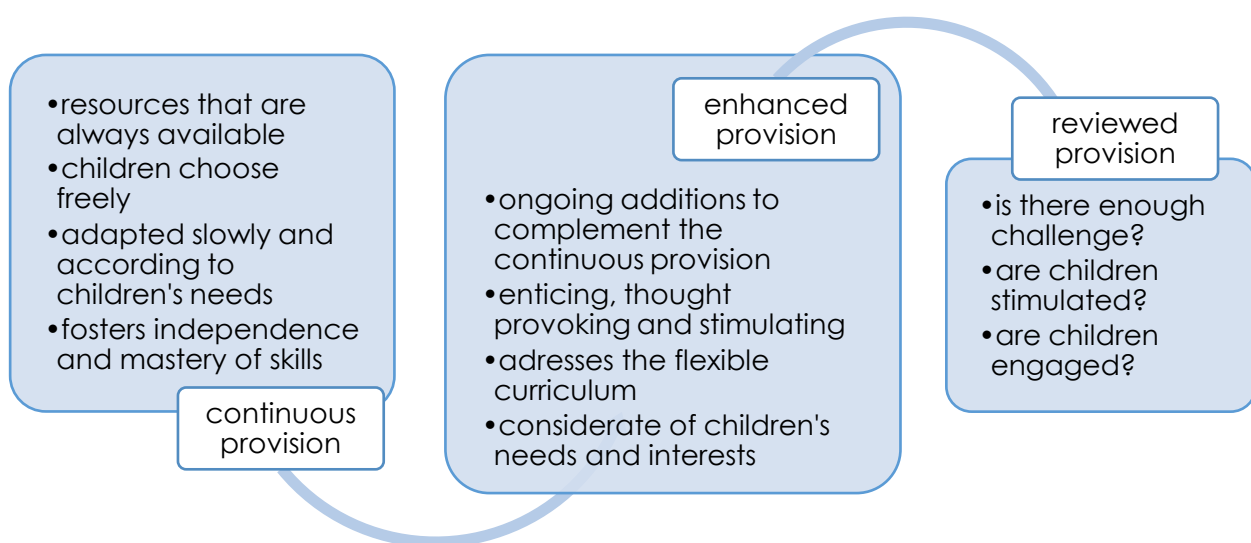 •resources that are
always available
•children choose
freely
•adapted slowly and
according to
children's needs
•fosters independence
and mastery of skills
continuous
provision
enhanced
provision
•ongoing additions to
complement the
continuous provision
•enticing, thought
provoking and stimulating
•adresses the flexible
curriculum
•considerate of children's
needs and interests
reviewed
provision
•is there enough
challenge?
•are children
stimulated?
•are children
engaged?